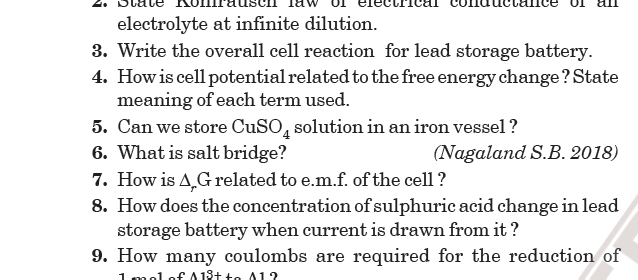 2. State Kohlrausch law of electrical conductance of an
electrolyte at infinite dilution.
3. Write the overall cell reaction for lead storage battery.
4. How is cell potential related to the free energy change ? State
meaning of each term used.
5. Can we store CuSO₄ solution in an iron vessel ?
6. What is salt bridge? (Nagaland S.B. 2018)
7. How is ΔᵣG related to e.m.f. of the cell ?
8. How does the concentration of sulphuric acid change in lead
storage battery when current is drawn from it ?
9. How many coulombs are required for the reduction of
1 mol of Al³⁺ to Al ?